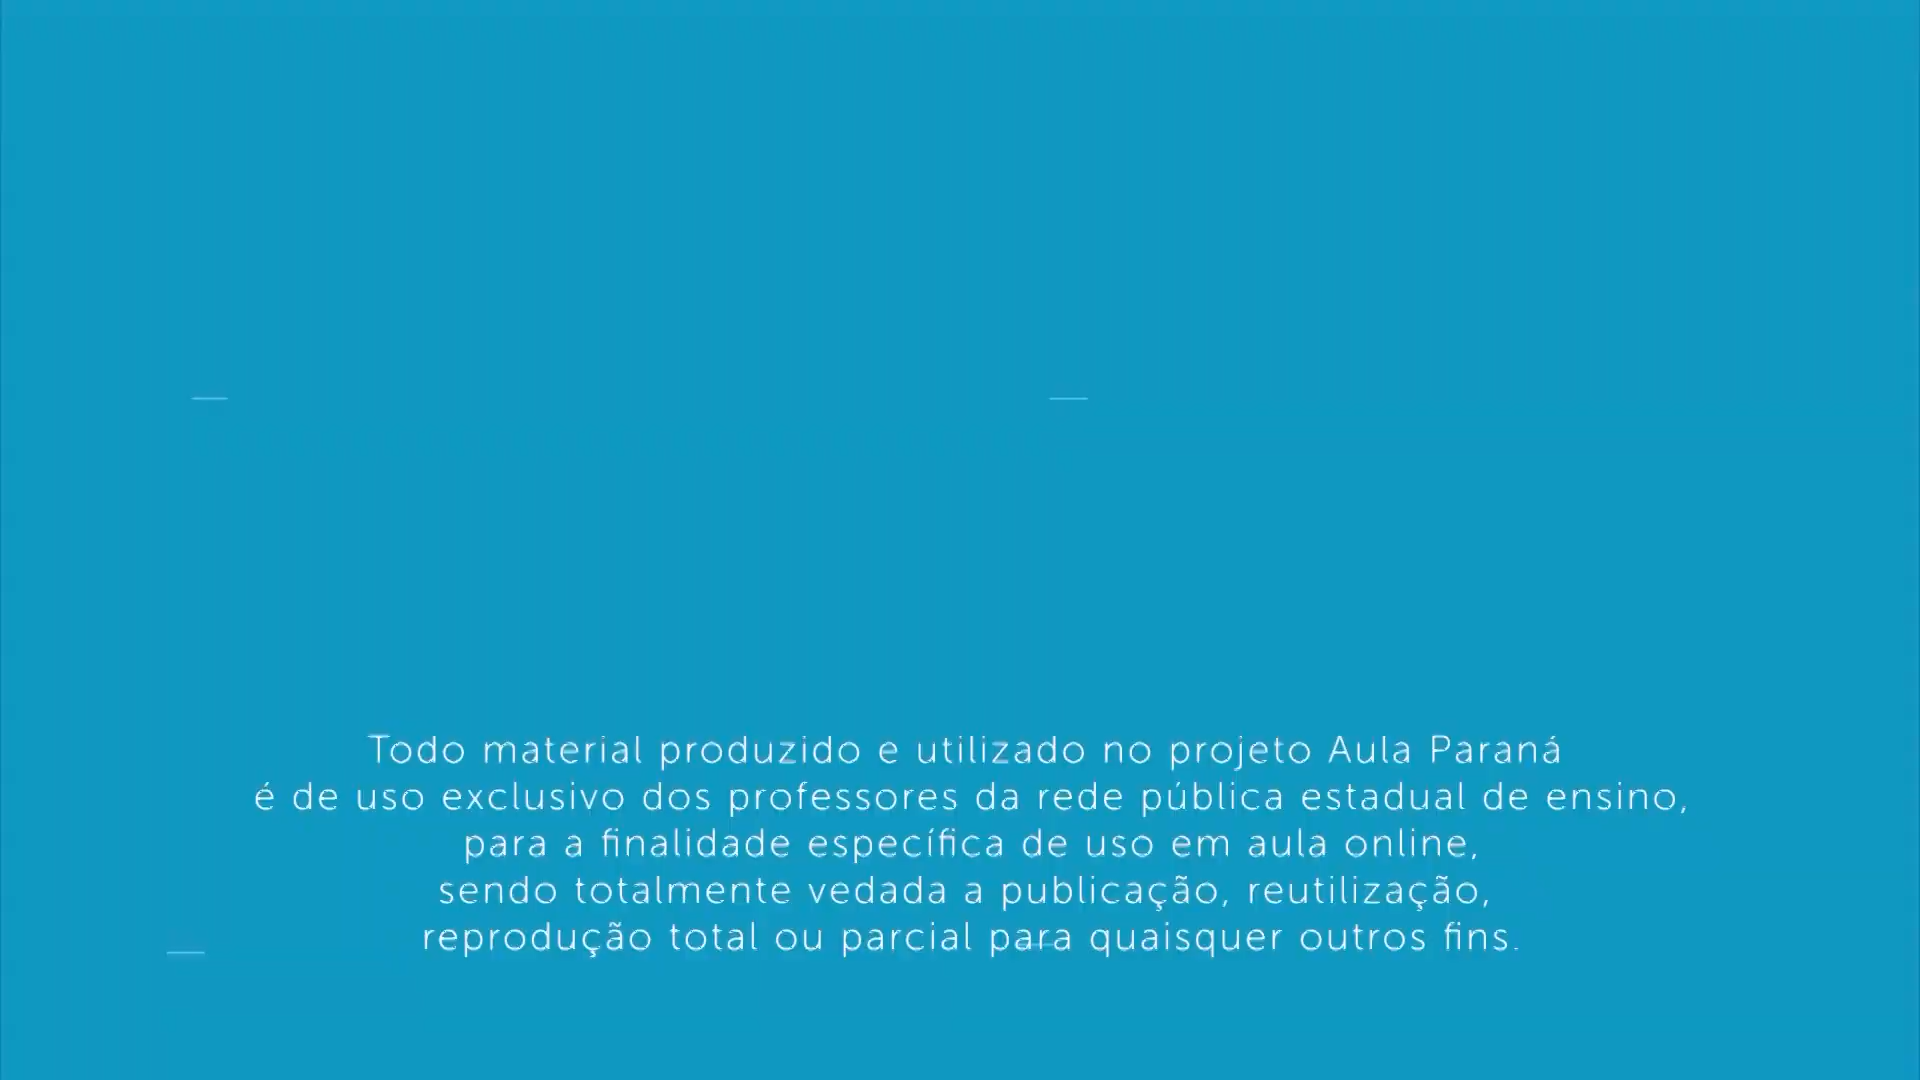 Todo material produzido e utilizado no projeto Aula Paraná
é de uso exclusivo dos professores da rede pública estadual de ensino,
para a finalidade específica de uso em aula online,
sendo totalmente vedada a publicação, reutilização,
reprodução total ou parcial para quaisquer outros fins.